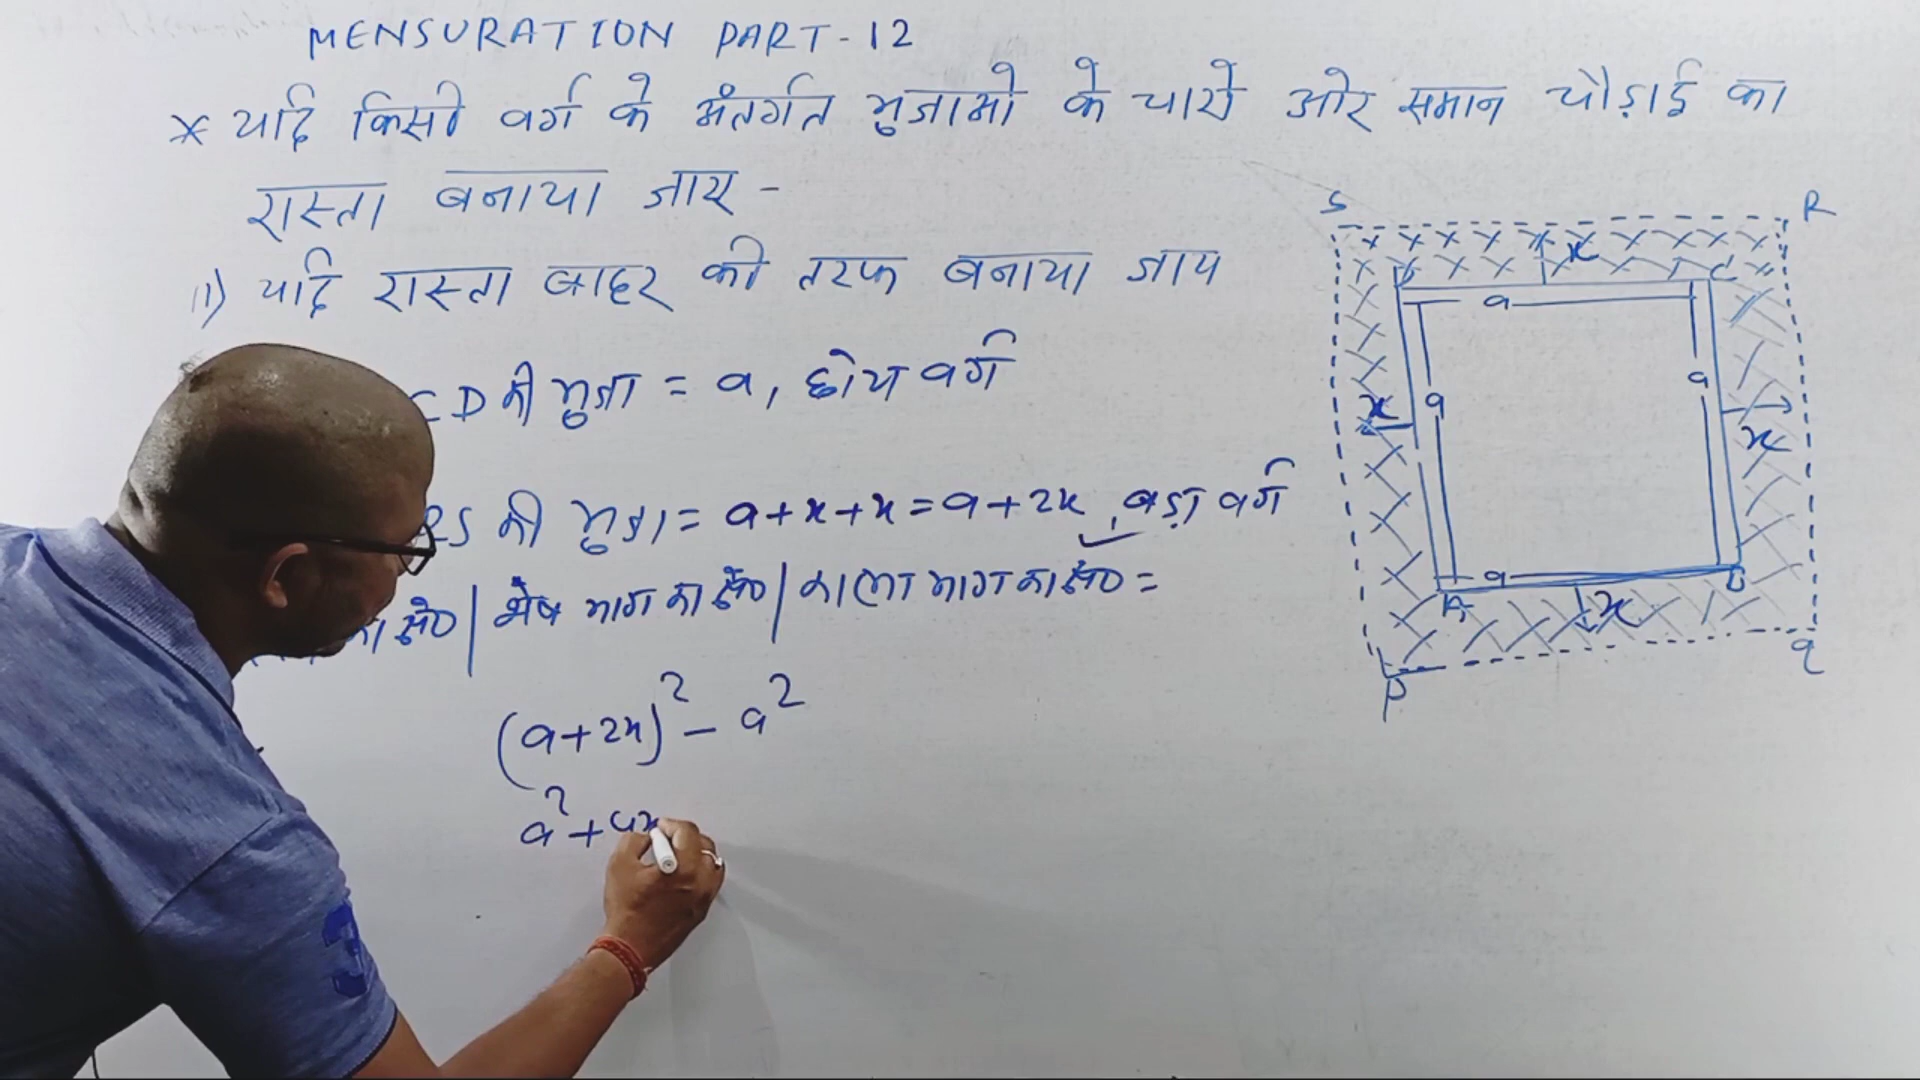 MENSURATION PART-12
* यदि किसी वर्ग के अंतर्गत भुजाओ के चारो ओर समान चौड़ाई का
रास्ता बनाया जाए -
11) यदि रास्ता बाहर की तरफ बनाया जाय
CD की भुजा = a, छोटा वर्ग
RS की भुजा = a+x+x = a+2x, बड़ा वर्ग
का क्षे० | शेष भाग का क्षे० | काला भाग का क्षे० =
(a+2x)² - a²
a²+4x
S R
x
D C
a
a a
x x
a
A B
x
P q